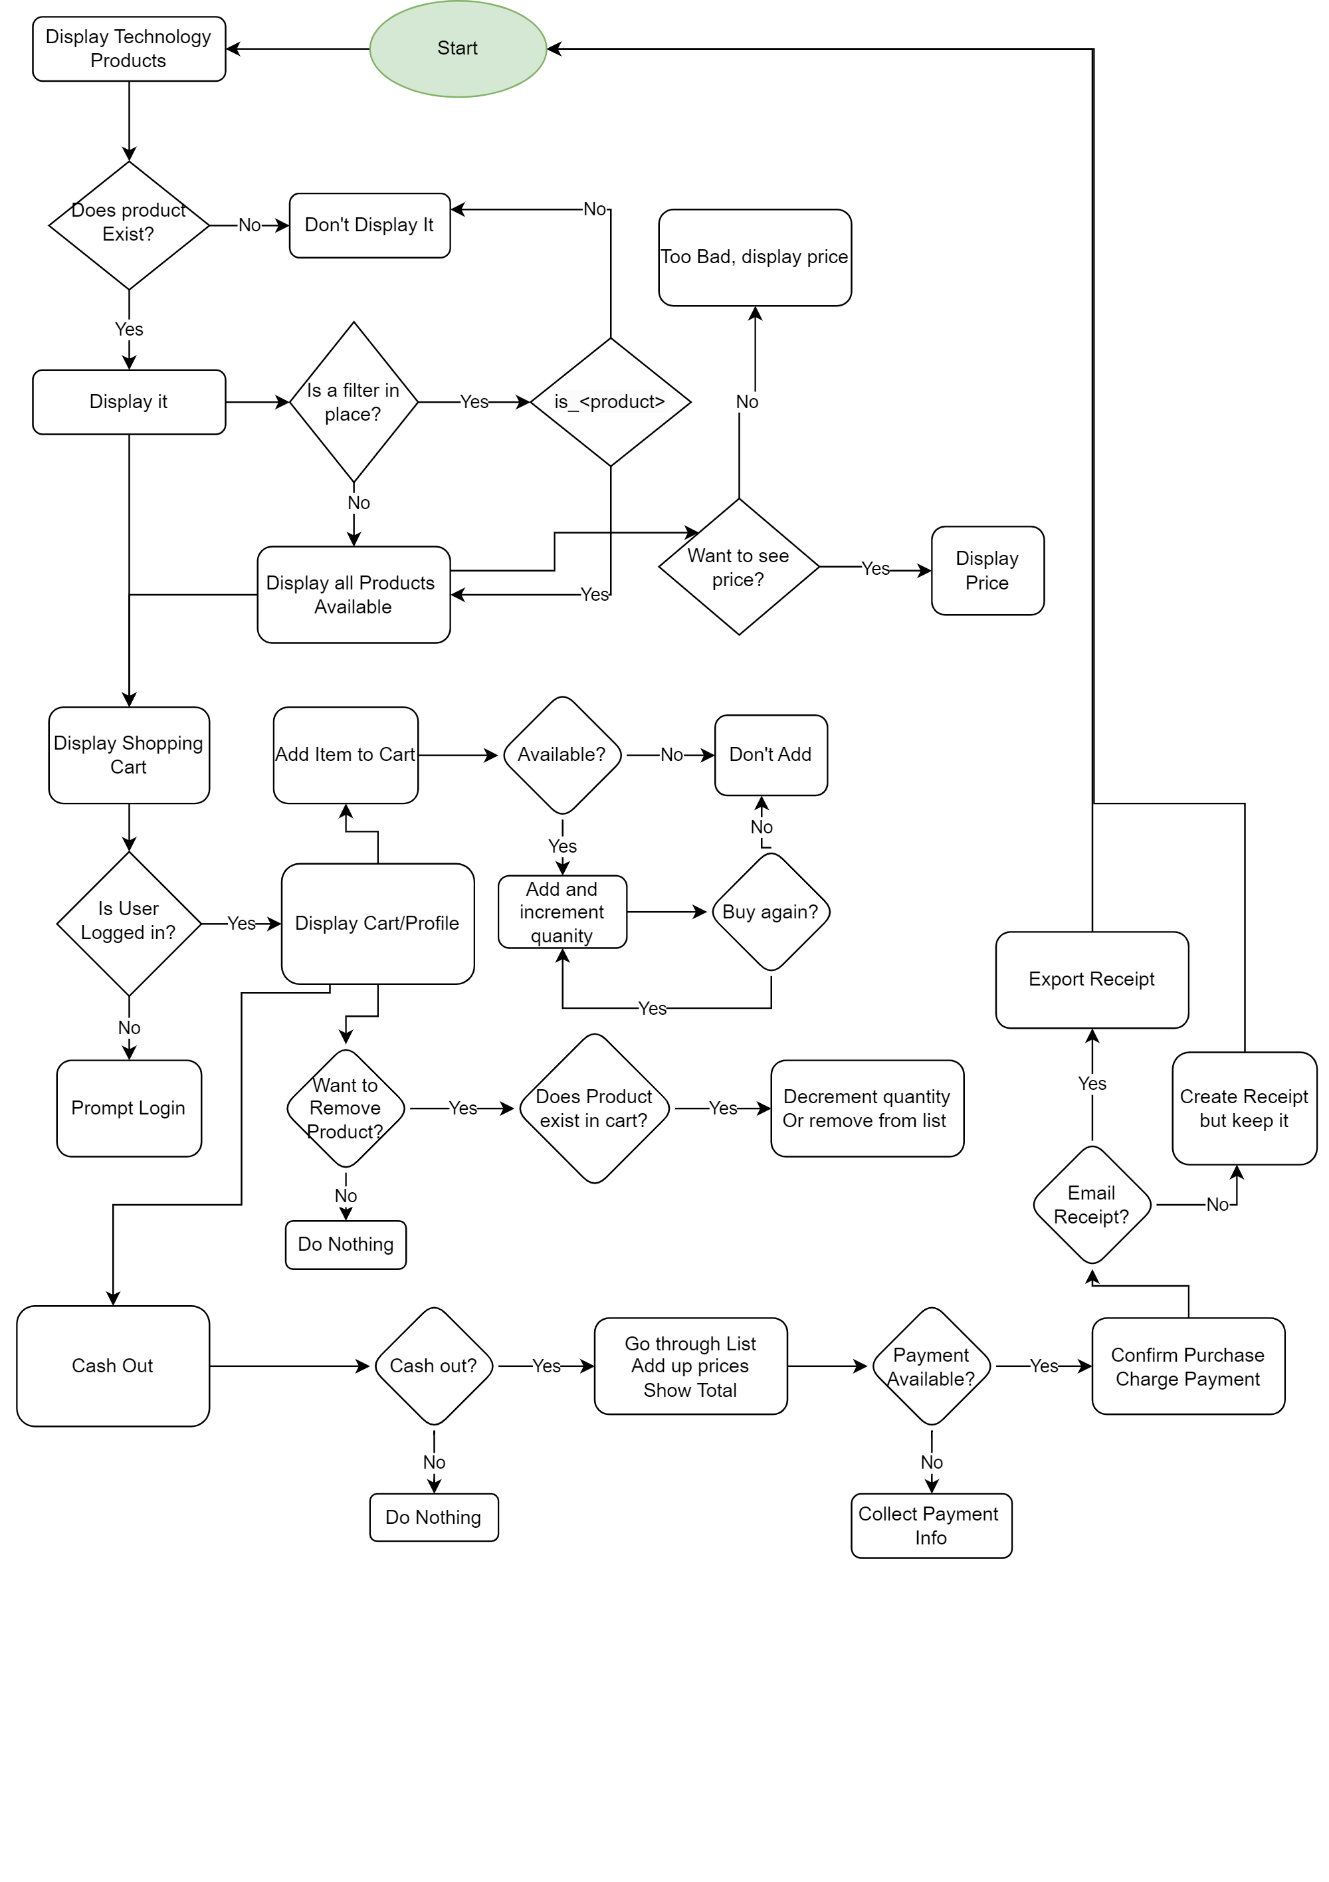 Display Technology
Products
Start
Does product
Exist?
No
Don't Display It
No
Too Bad, display price
Yes
Display it
Is a filter in
place?
Yes
is_<product>
No
No
Want to see
price?
Yes
Display
Price
Display all Products
Available
Yes
Display Shopping
Cart
Add Item to Cart
Available?
No
Don't Add
Yes
No
Is User
Logged in?
Yes
Display Cart/Profile
Add and
increment
quanity
Buy again?
Yes
Export Receipt
No
Prompt Login
Want to
Remove
Product?
Yes
Does Product
exist in cart?
Yes
Decrement quantity
Or remove from list
Yes
Create Receipt
but keep it
No
Do Nothing
Email
Receipt?
No
Cash Out
Cash out?
Yes
Go through List
Add up prices
Show Total
Payment
Available?
Yes
Confirm Purchase
Charge Payment
No
Do Nothing
No
Collect Payment
Info